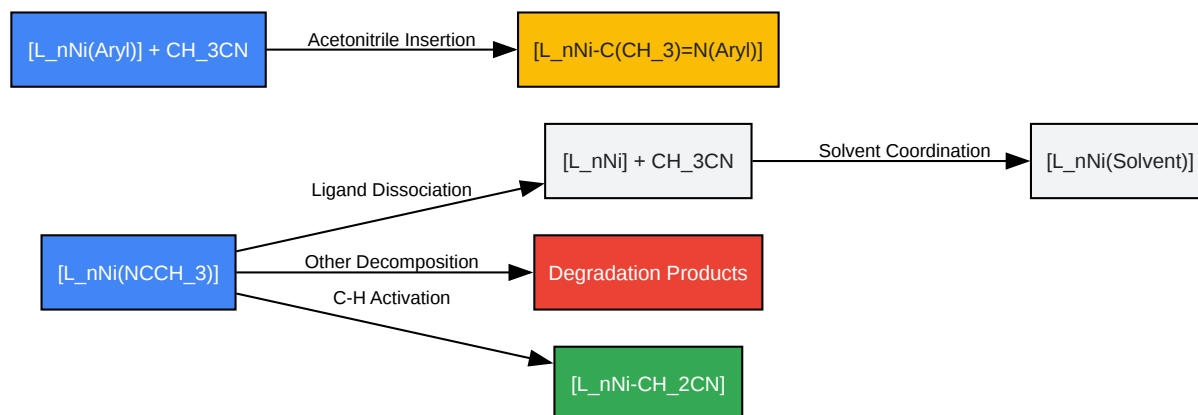 [L_nNi(Aryl)] + CH_3CN
Acetonitrile Insertion
[L_nNi-C(CH_3)=N(Aryl)]
[L_nNi(NCCH_3)]
Ligand Dissociation
[L_nNi] + CH_3CN
Solvent Coordination
[L_nNi(Solvent)]
Other Decomposition
Degradation Products
C-H Activation
[L_nNi-CH_2CN]